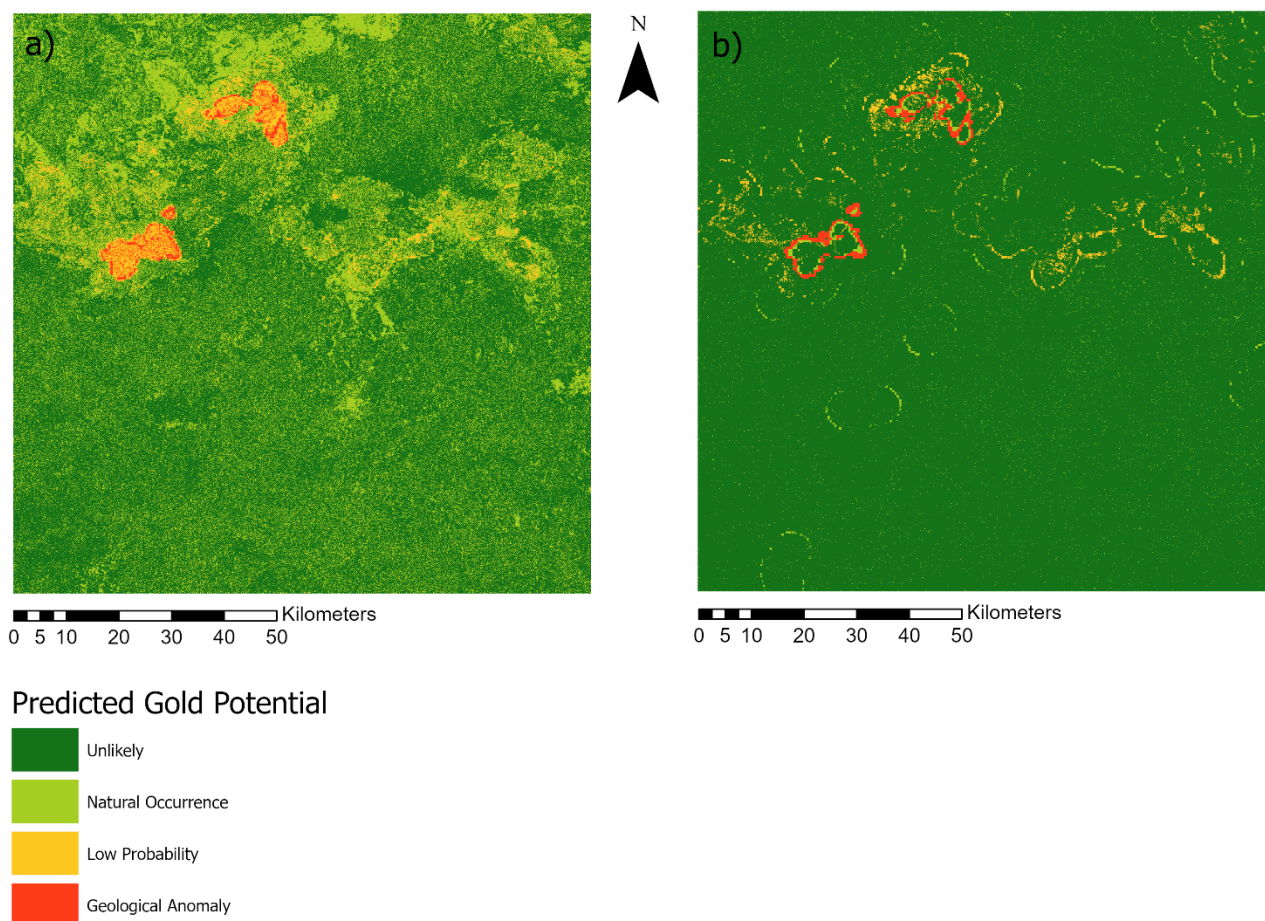 a)
N
b)
Kilometers
0 5 10 20 30 40 50
Kilometers
0 5 10 20 30 40 50
Predicted Gold Potential
Unlikely
Natural Occurrence
Low Probability
Geological Anomaly